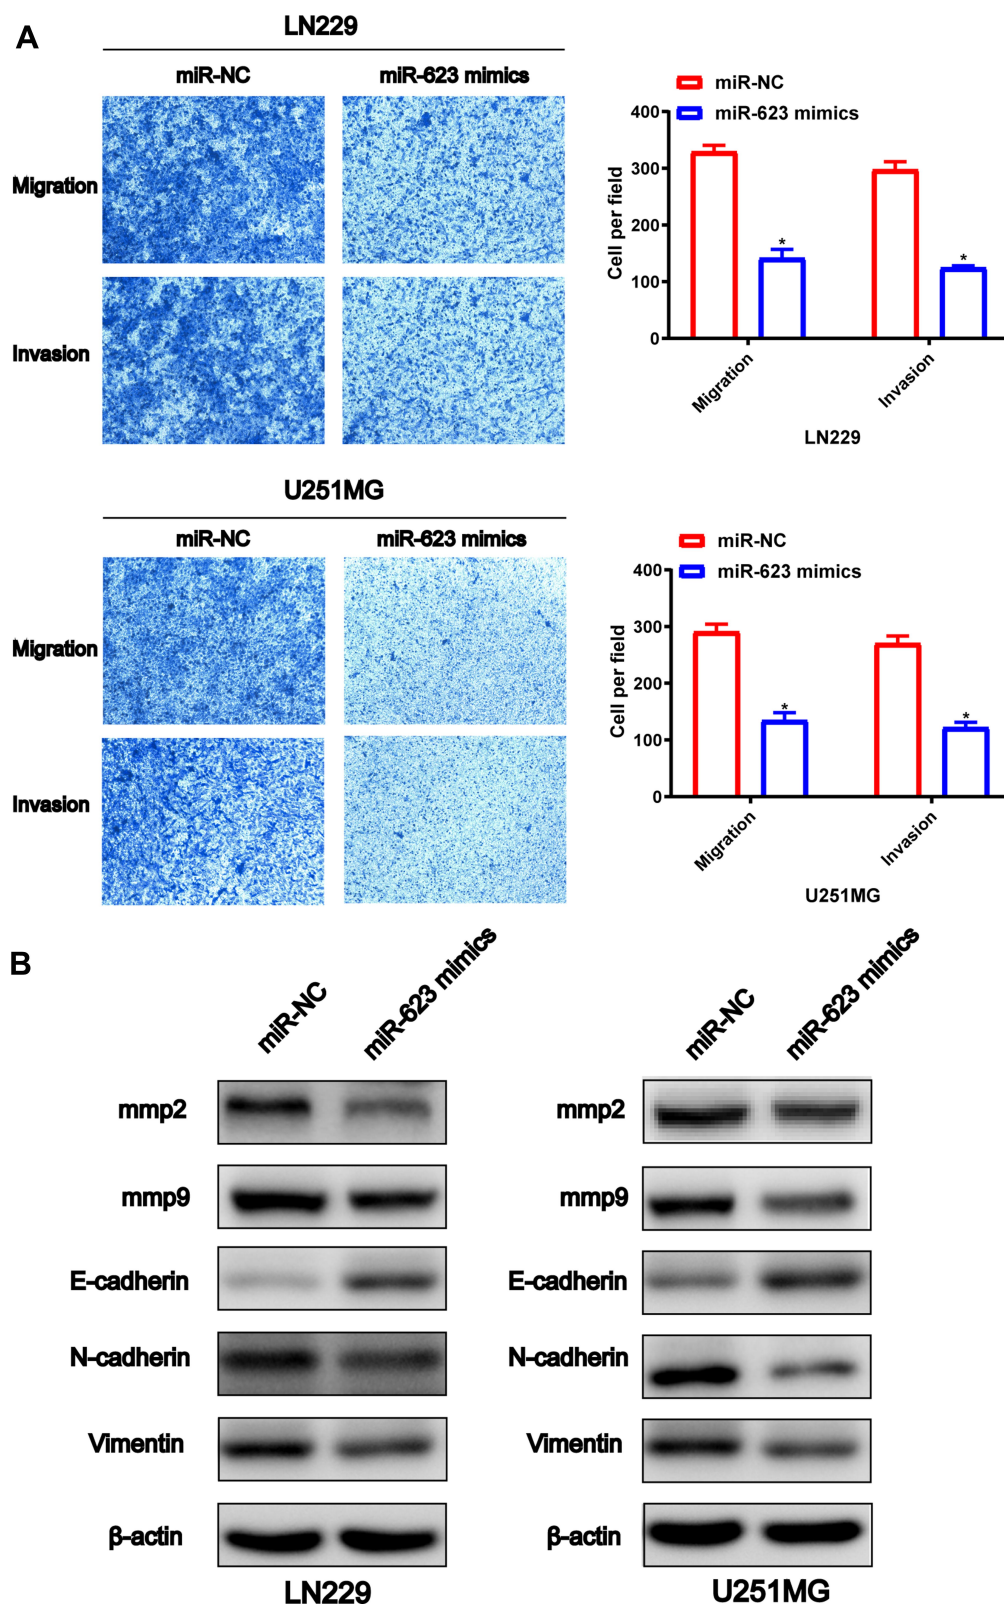 A
LN229
miR-NC
miR-623 mimics
Migration
Invasion
miR-NC
miR-623 mimics
400
300
200
100
0
Cell per field
*
*
Migration
Invasion
LN229
U251MG
miR-NC
miR-623 mimics
Migration
Invasion
miR-NC
miR-623 mimics
400
300
200
100
0
Cell per field
*
*
Migration
Invasion
U251MG
B
miR-NC
miR-623 mimics
mmp2
mmp9
E-cadherin
N-cadherin
Vimentin
β-actin
LN229
miR-NC
miR-623 mimics
mmp2
mmp9
E-cadherin
N-cadherin
Vimentin
β-actin
U251MG